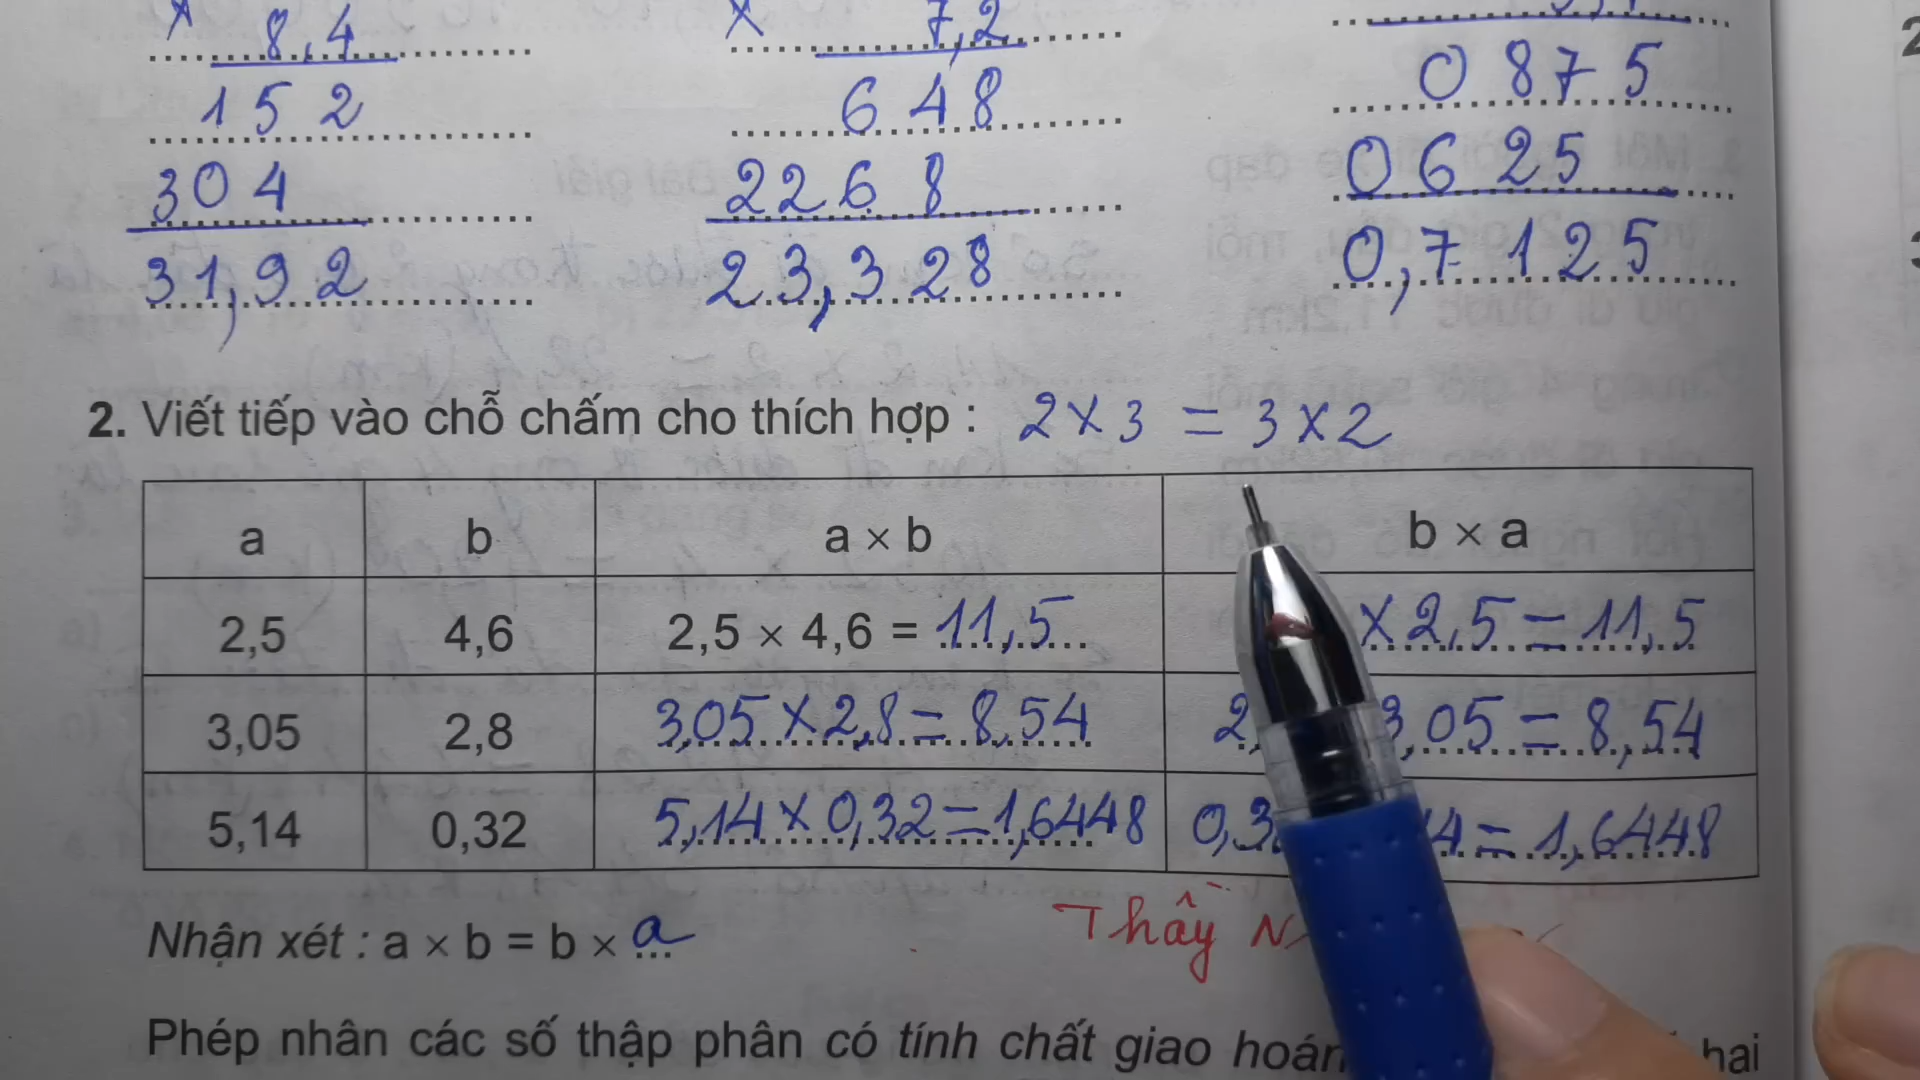 × 8,4
152
304
31,92
× 7,2
648
2268
23,328
0875
0625
0,7125
2. Viết tiếp vào chỗ chấm cho thích hợp : 2 × 3 = 3 × 2
a b a × b b × a
2,5 4,6 2,5 × 4,6 = 11,5 × 2,5 = 11,5
3,05 2,8 3,05 × 2,8 = 8,54 2, 3,05 = 8,54
5,14 0,32 5,14 × 0,32 = 1,6448 0,3 4 = 1,6448
Nhận xét : a × b = b × a
Thầy
Phép nhân các số thập phân có tính chất giao hoán hai